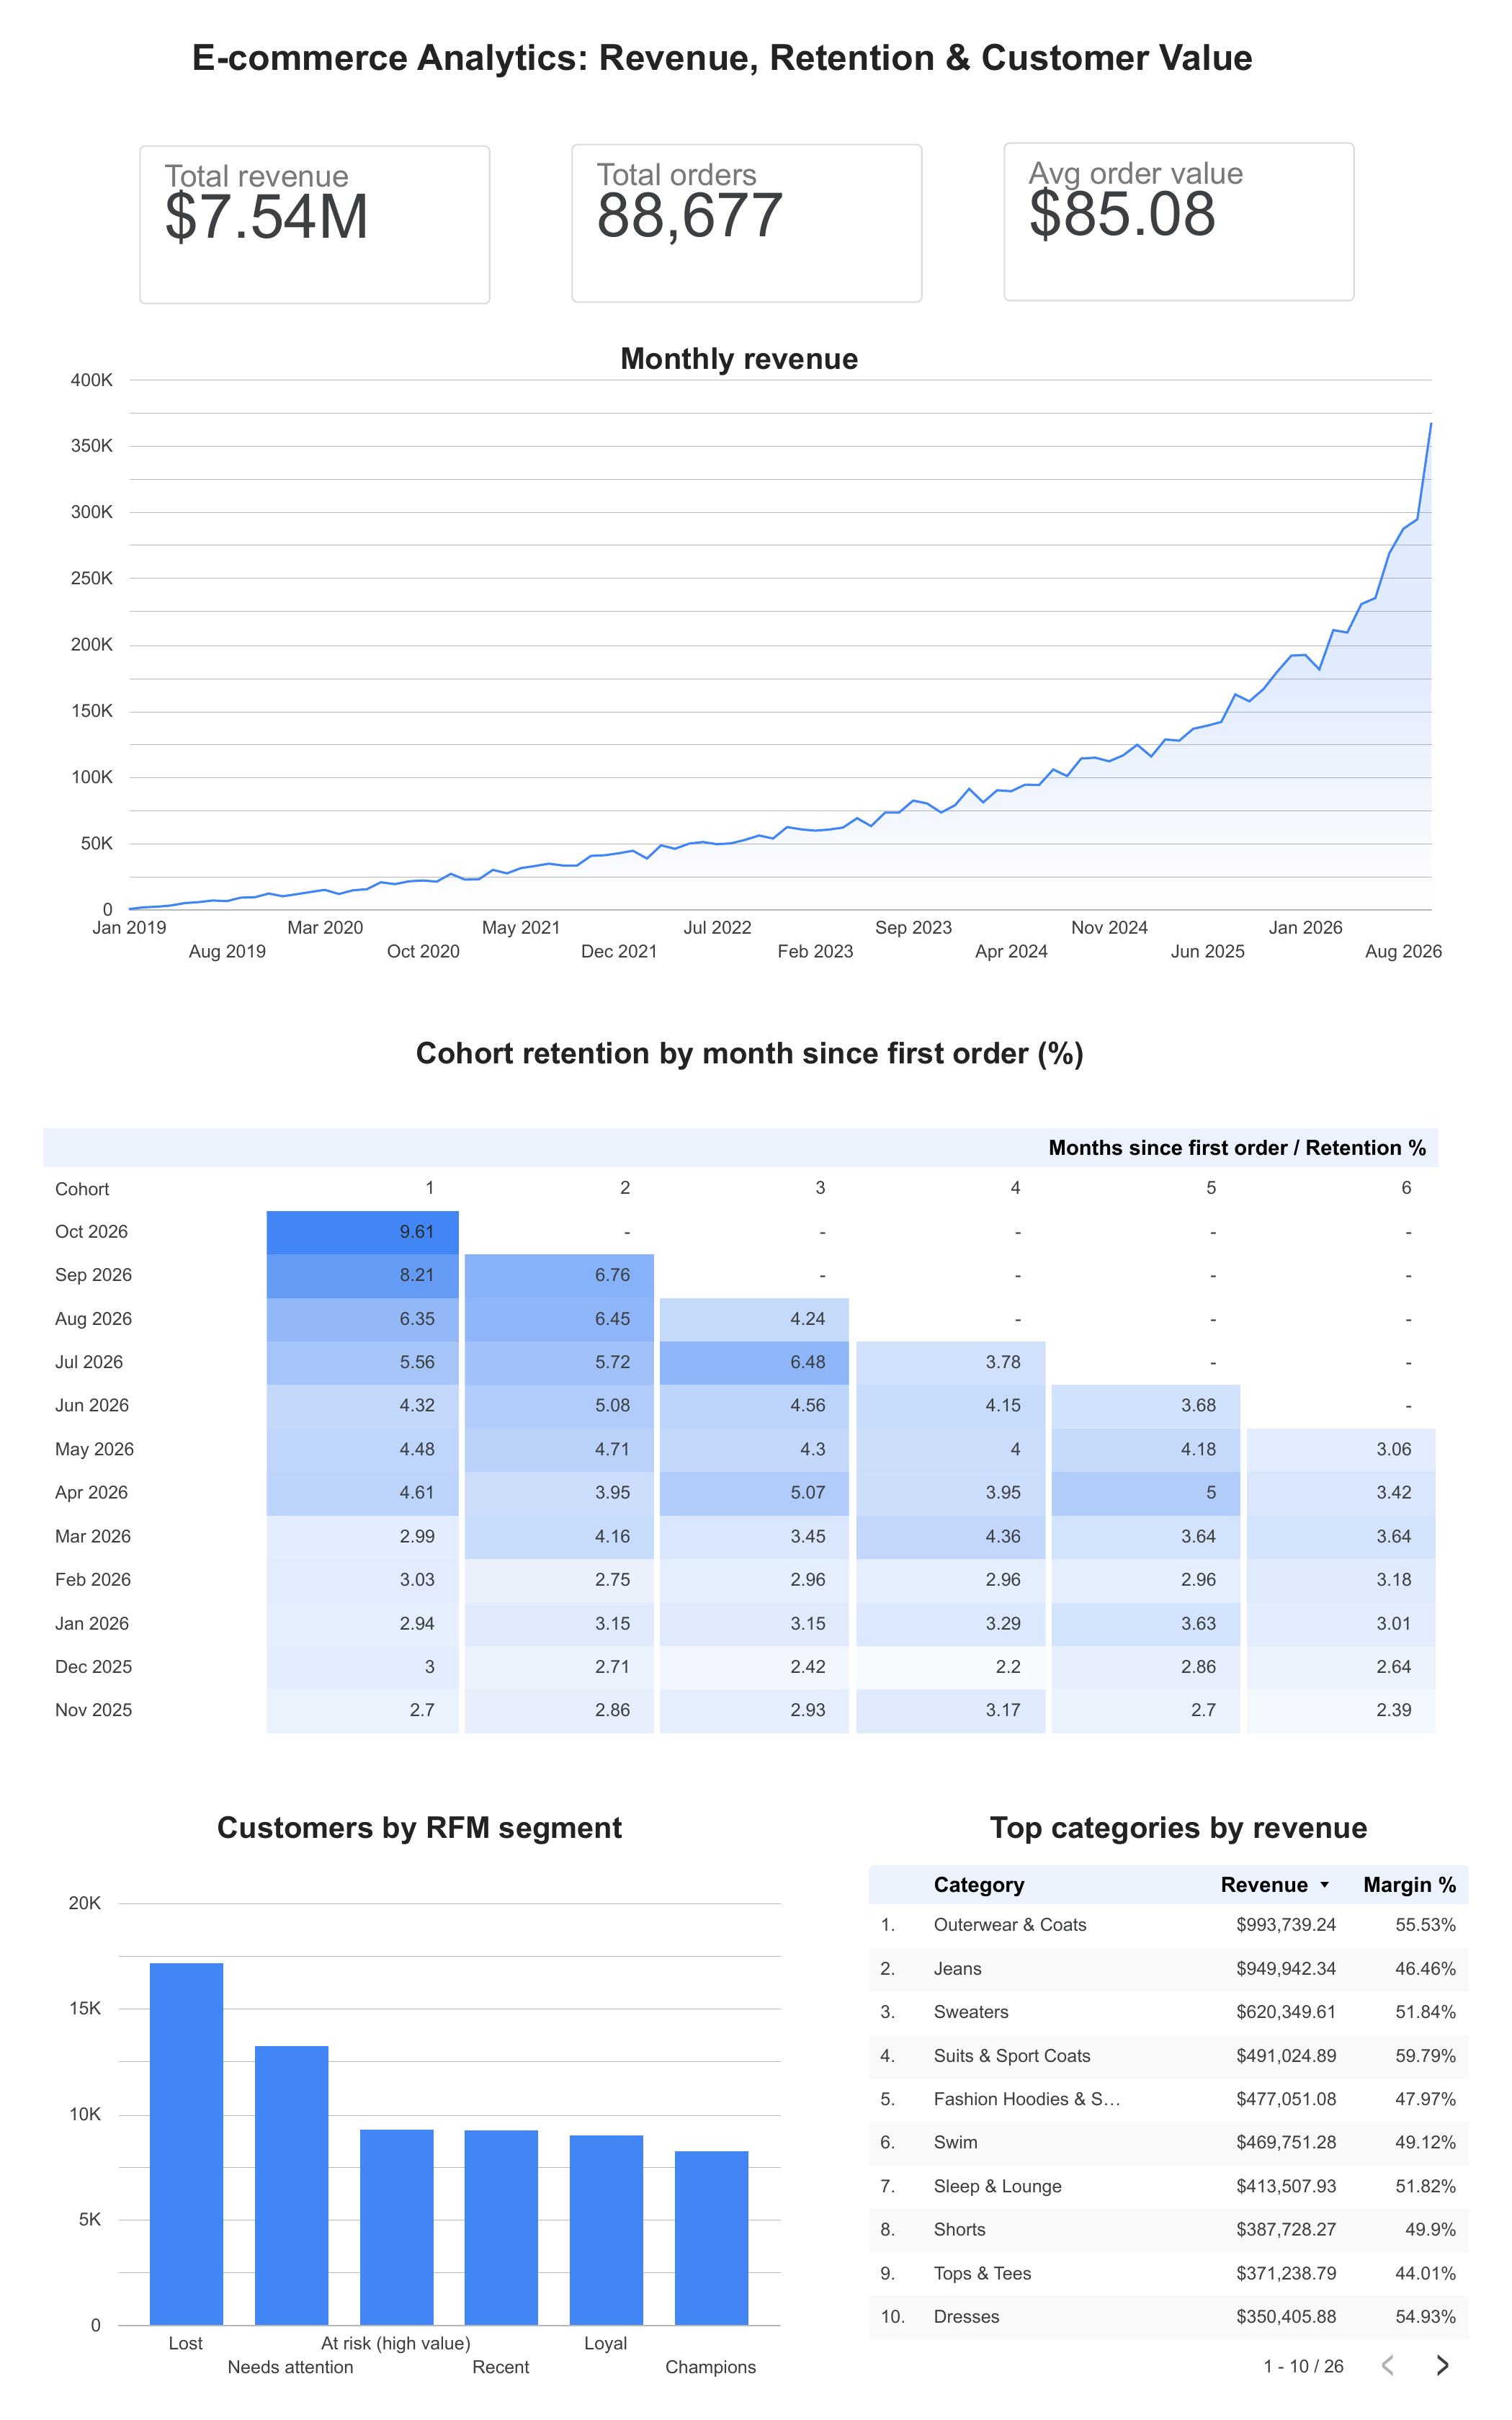 E-commerce Analytics: Revenue, Retention & Customer Value
Total revenue
$7.54M
Total orders
88,677
Avg order value
$85.08
Monthly revenue
400K
350K
300K
250K
200K
150K
100K
50K
0
Jan 2019
Aug 2019
Mar 2020
Oct 2020
May 2021
Dec 2021
Jul 2022
Feb 2023
Sep 2023
Apr 2024
Nov 2024
Jun 2025
Jan 2026
Aug 2026
Cohort retention by month since first order (%)
Months since first order / Retention %
Cohort 1 2 3 4 5 6
Oct 2026 9.61 - - - - -
Sep 2026 8.21 6.76 - - - -
Aug 2026 6.35 6.45 4.24 - - -
Jul 2026 5.56 5.72 6.48 3.78 - -
Jun 2026 4.32 5.08 4.56 4.15 3.68 -
May 2026 4.48 4.71 4.3 4 4.18 3.06
Apr 2026 4.61 3.95 5.07 3.95 5 3.42
Mar 2026 2.99 4.16 3.45 4.36 3.64 3.64
Feb 2026 3.03 2.75 2.96 2.96 2.96 3.18
Jan 2026 2.94 3.15 3.15 3.29 3.63 3.01
Dec 2025 3 2.71 2.42 2.2 2.86 2.64
Nov 2025 2.7 2.86 2.93 3.17 2.7 2.39
Customers by RFM segment
20K
15K
10K
5K
0
Lost
Needs attention
At risk (high value)
Recent
Loyal
Champions
Top categories by revenue
Category Revenue Margin %
1. Outerwear & Coats $993,739.24 55.53%
2. Jeans $949,942.34 46.46%
3. Sweaters $620,349.61 51.84%
4. Suits & Sport Coats $491,024.89 59.79%
5. Fashion Hoodies & S… $477,051.08 47.97%
6. Swim $469,751.28 49.12%
7. Sleep & Lounge $413,507.93 51.82%
8. Shorts $387,728.27 49.9%
9. Tops & Tees $371,238.79 44.01%
10. Dresses $350,405.88 54.93%
1 - 10 / 26